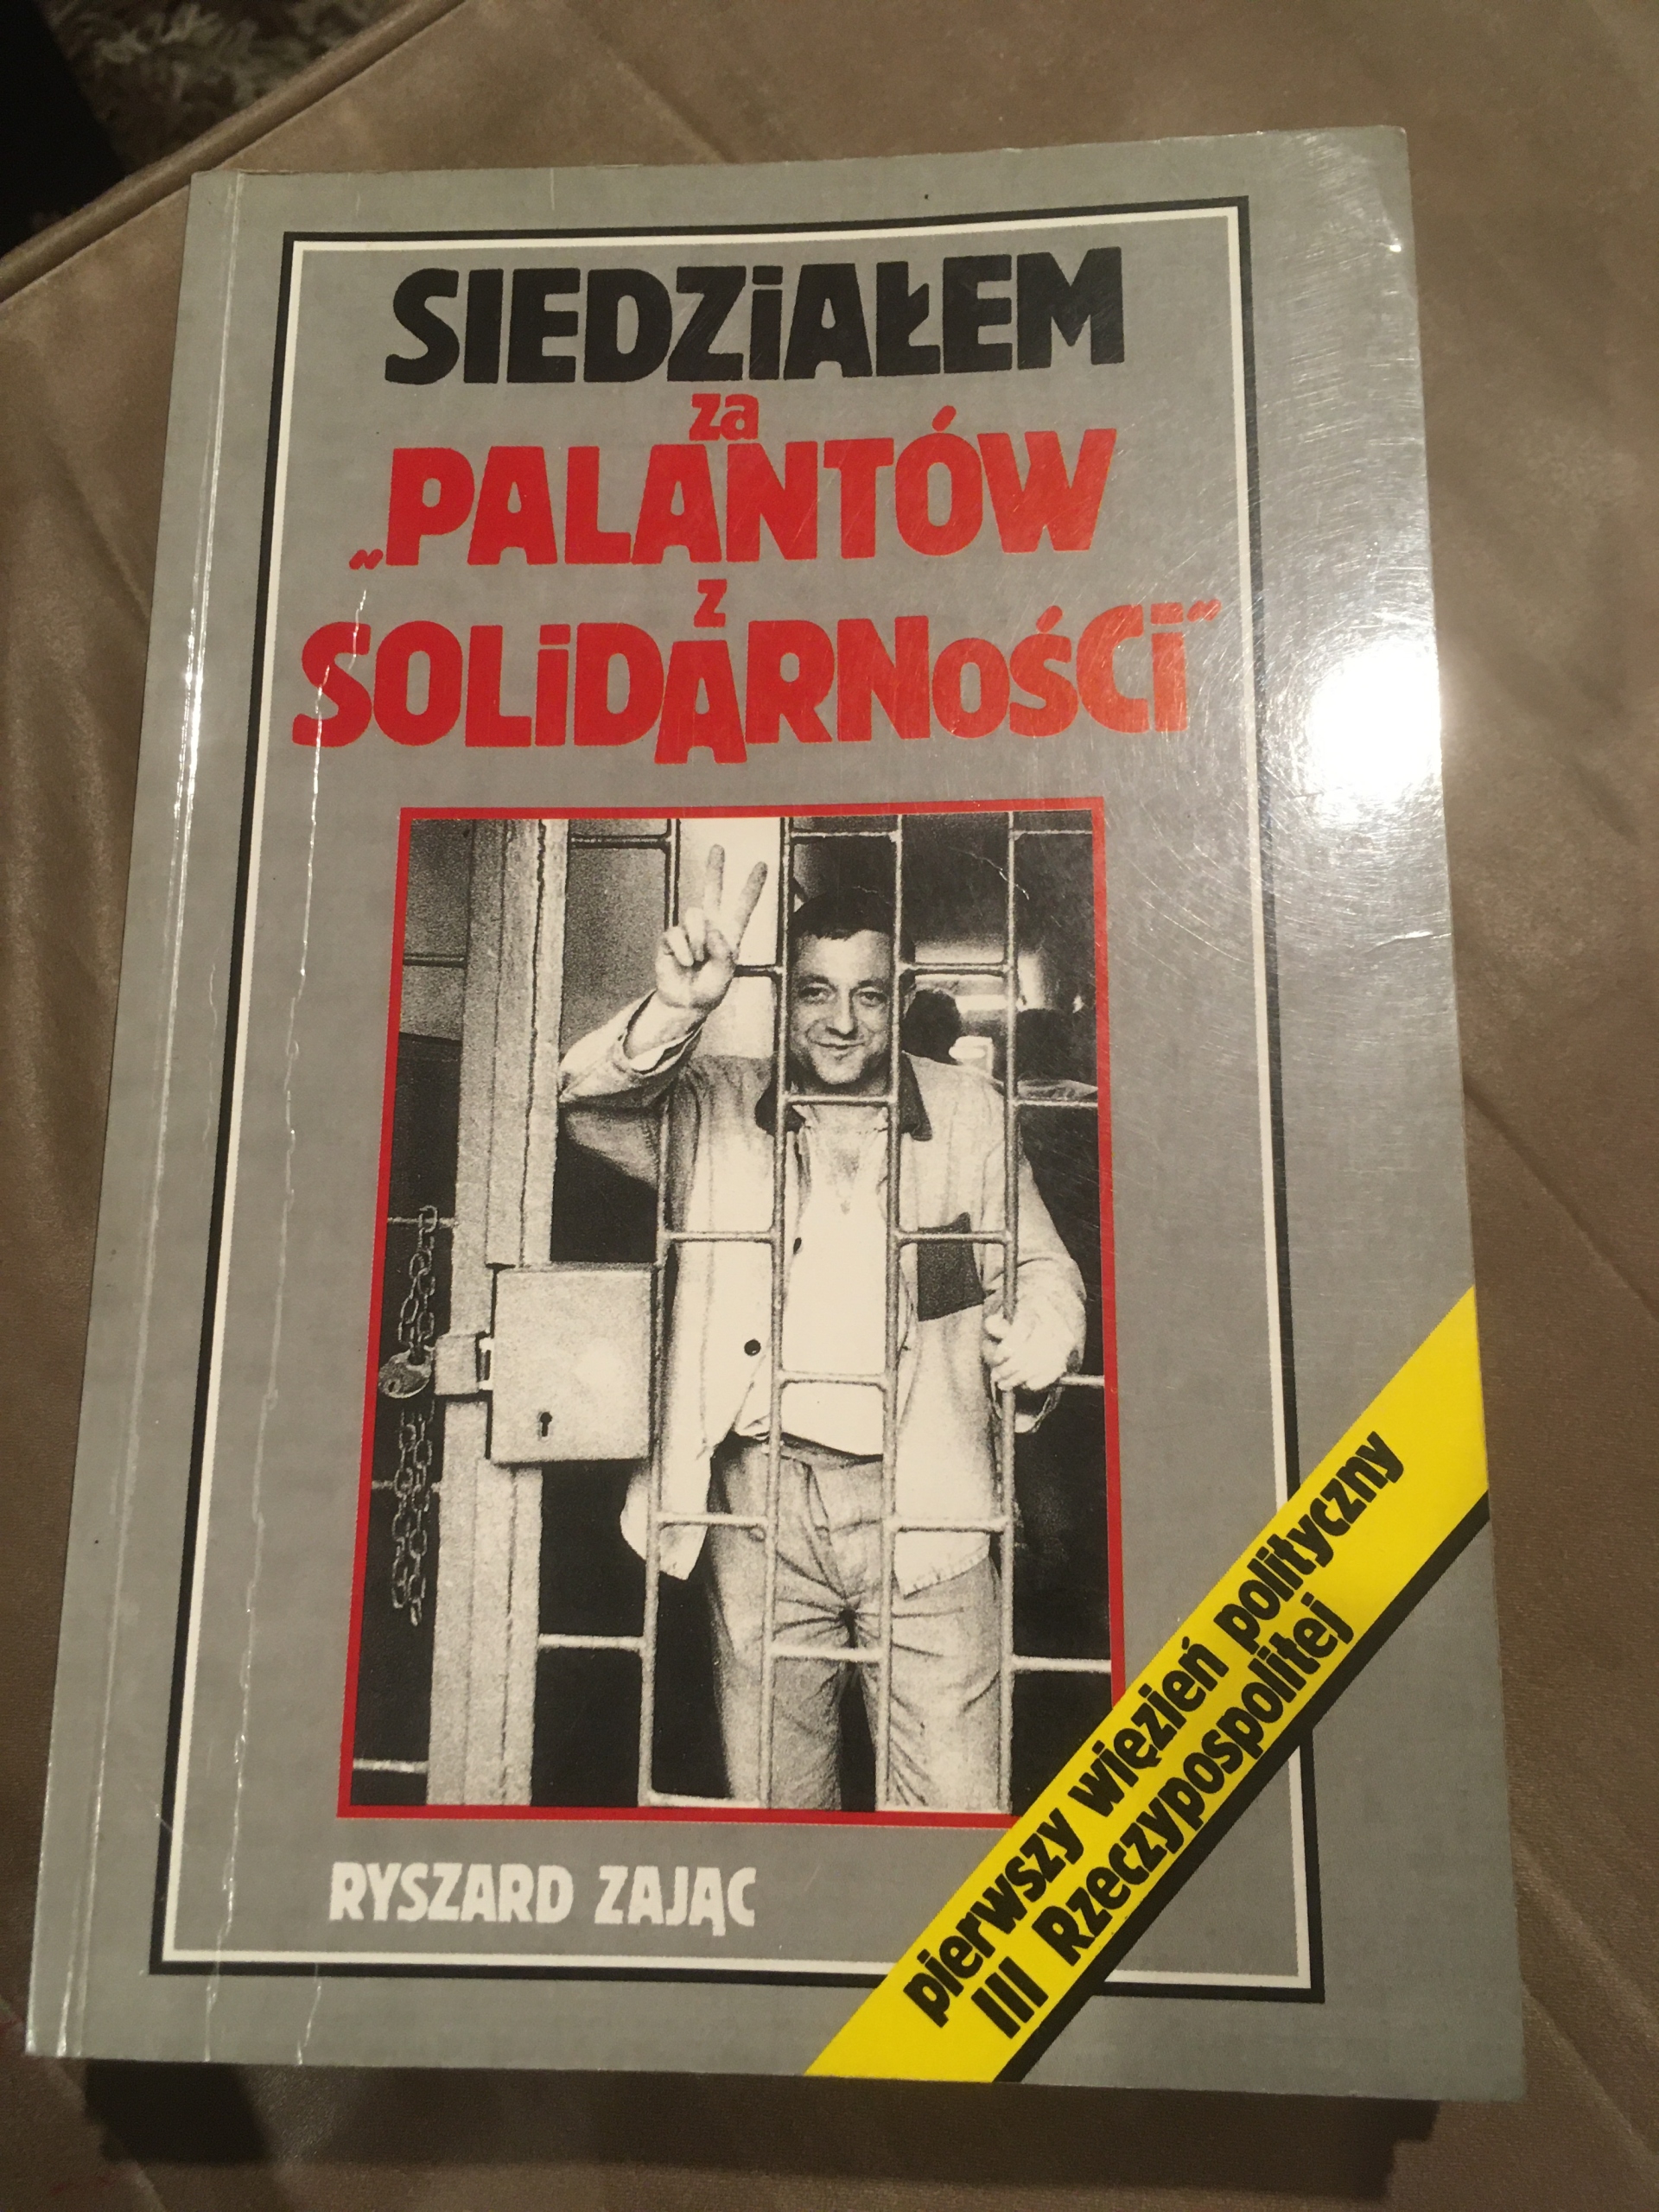 SIEDZiAŁEM
za
„PALANTÓW
z
SOLiDARNośCi”
RYSZARD ZAJĄC
pierwszy więzień polityczny
III Rzeczypospolitej